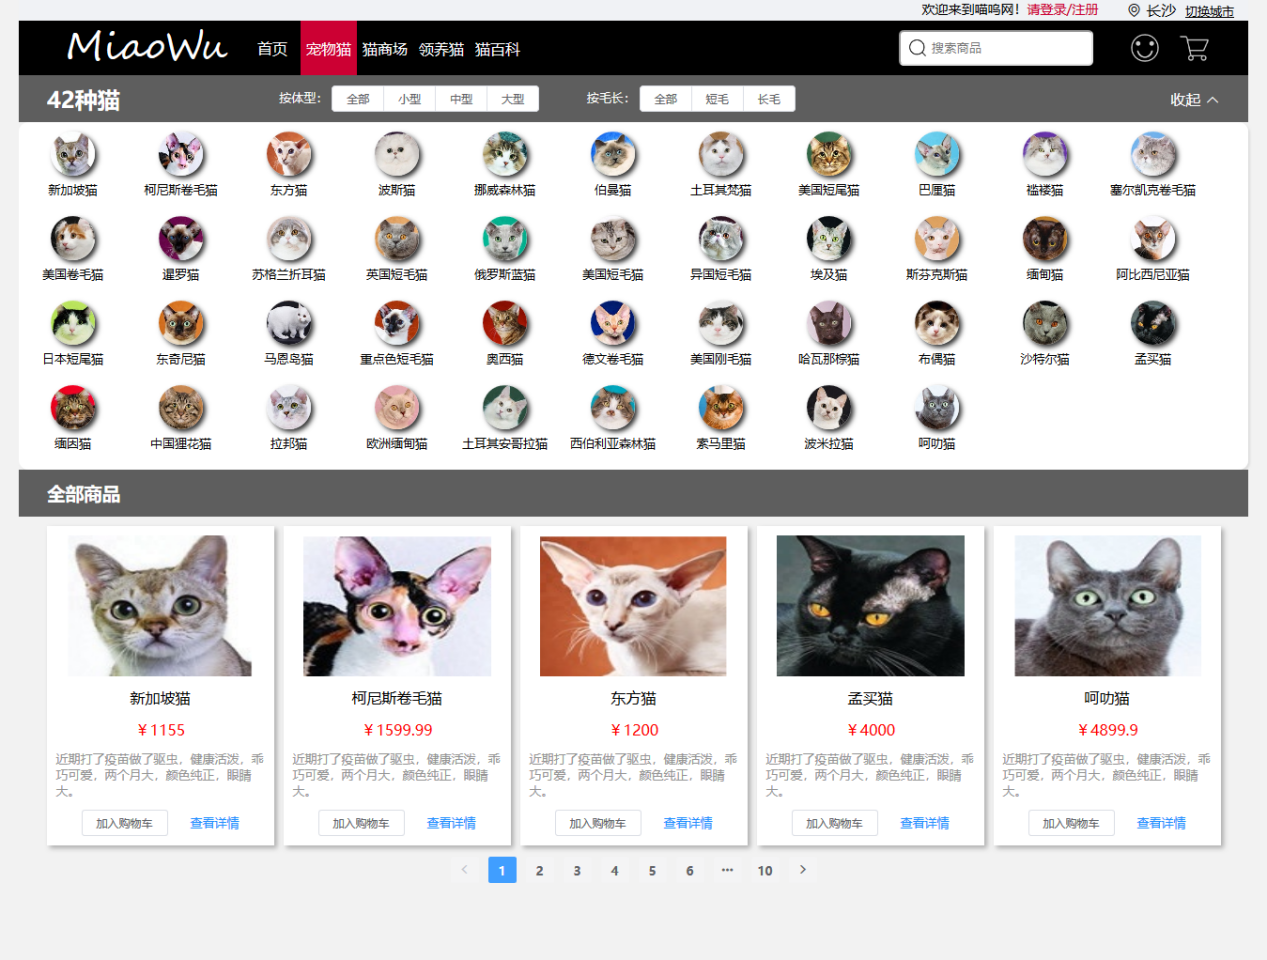 欢迎来到喵呜网！请登录/注册 长沙 切换城市
MiaoWu 首页 宠物猫 猫商场 领养猫 猫百科 搜索商品
42种猫 按体型： 全部 小型 中型 大型 按毛长： 全部 短毛 长毛 收起
新加坡猫 柯尼斯卷毛猫 东方猫 波斯猫 挪威森林猫 伯曼猫 土耳其梵猫 美国短尾猫 巴厘猫 褴褛猫 塞尔凯克卷毛猫
美国卷毛猫 暹罗猫 苏格兰折耳猫 英国短毛猫 俄罗斯蓝猫 美国短毛猫 异国短毛猫 埃及猫 斯芬克斯猫 缅甸猫 阿比西尼亚猫
日本短尾猫 东奇尼猫 马恩岛猫 重点色短毛猫 奥西猫 德文卷毛猫 美国刚毛猫 哈瓦那棕猫 布偶猫 沙特尔猫 孟买猫
缅因猫 中国狸花猫 拉邦猫 欧洲缅甸猫 土耳其安哥拉猫 西伯利亚森林猫 索马里猫 波米拉猫 呵叻猫
全部商品
新加坡猫 柯尼斯卷毛猫 东方猫 孟买猫 呵叻猫
￥1155 ￥1599.99 ￥1200 ￥4000 ￥4899.9
近期打了疫苗做了驱虫，健康活泼，乖 近期打了疫苗做了驱虫，健康活泼，乖 近期打了疫苗做了驱虫，健康活泼，乖 近期打了疫苗做了驱虫，健康活泼，乖 近期打了疫苗做了驱虫，健康活泼，乖
巧可爱，两个月大，颜色纯正，眼睛 巧可爱，两个月大，颜色纯正，眼睛 巧可爱，两个月大，颜色纯正，眼睛 巧可爱，两个月大，颜色纯正，眼睛 巧可爱，两个月大，颜色纯正，眼睛
大。 大。 大。 大。 大。
加入购物车 查看详情 加入购物车 查看详情 加入购物车 查看详情 加入购物车 查看详情 加入购物车 查看详情
1 2 3 4 5 6 ··· 10